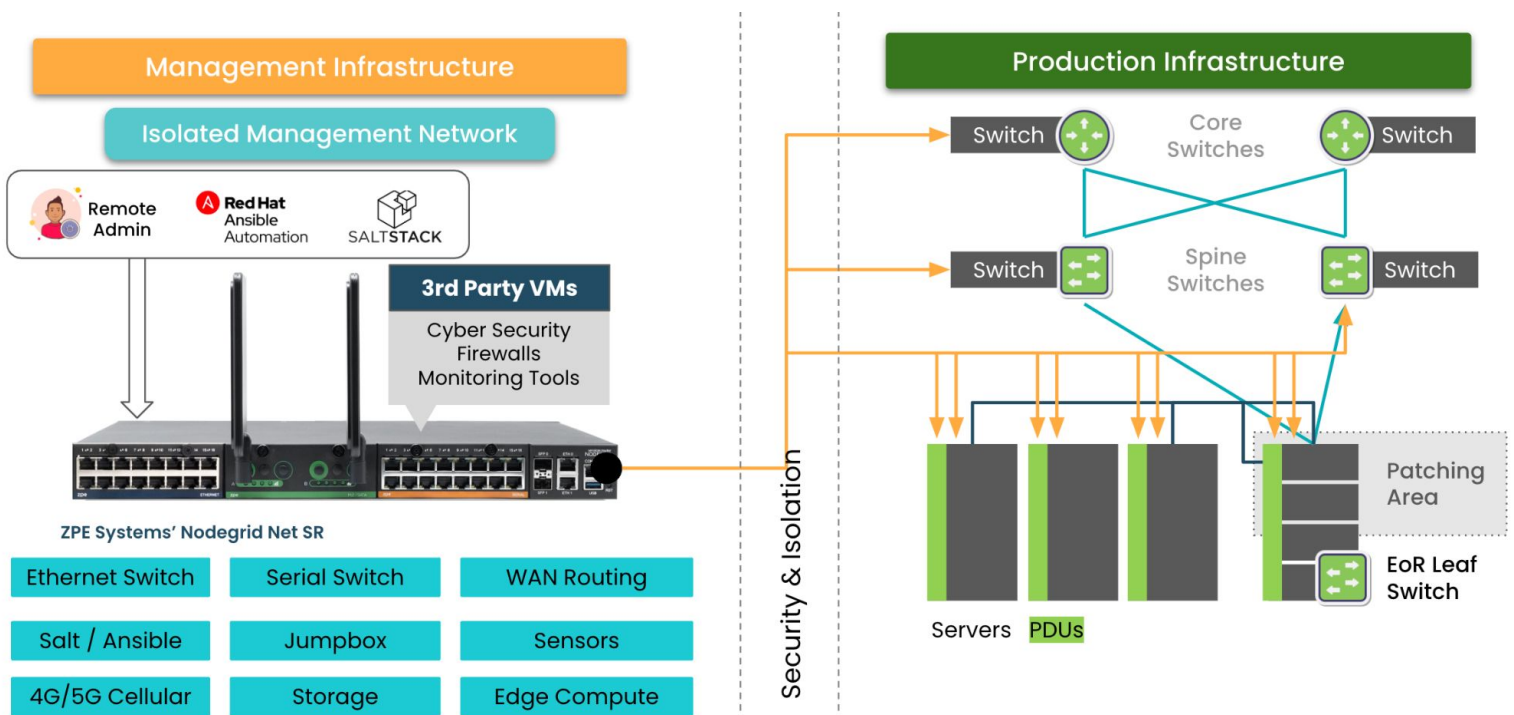 Management Infrastructure
Isolated Management Network
Remote
Admin
Red Hat
Ansible
Automation
SALTSTACK
3rd Party VMs
Cyber Security
Firewalls
Monitoring Tools
ZPE Systems' Nodegrid Net SR
Ethernet Switch
Serial Switch
WAN Routing
Salt / Ansible
Jumpbox
Sensors
4G/5G Cellular
Storage
Edge Compute
Security & Isolation
Production Infrastructure
Switch
Core
Switches
Switch
Switch
Spine
Switches
Switch
Patching
Area
EoR Leaf
Switch
Servers
PDUs